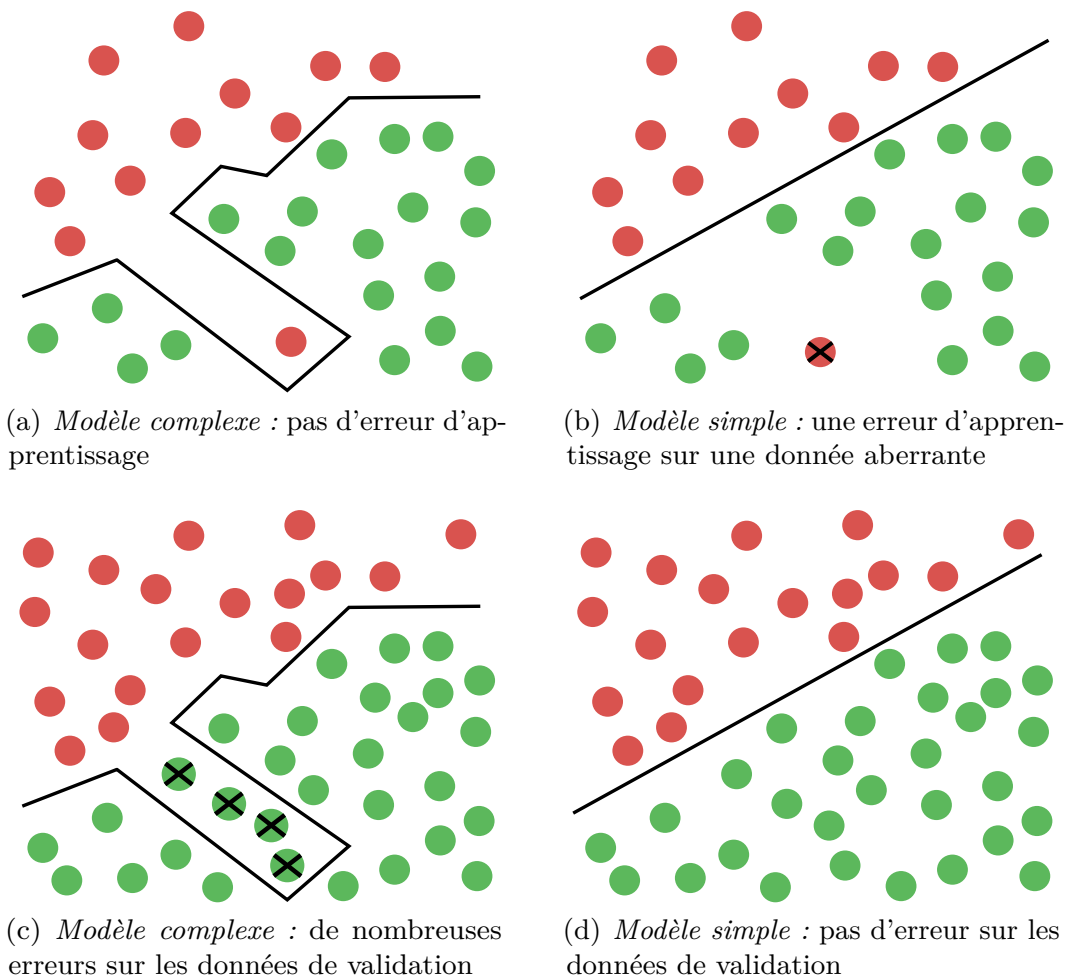 (a) Modèle complexe : pas d'erreur d'ap-
prentissage
(b) Modèle simple : une erreur d'appren-
tissage sur une donnée aberrante
(c) Modèle complexe : de nombreuses
erreurs sur les données de validation
(d) Modèle simple : pas d'erreur sur les
données de validation